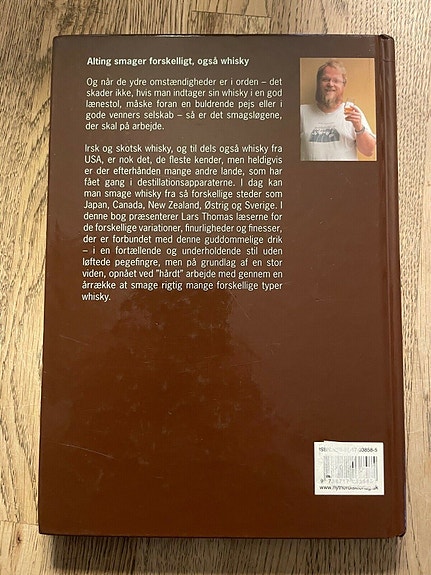 Alting smager forskelligt, også whisky
Og når de ydre omstændigheder er i orden – det
skader ikke, hvis man indtager sin whisky i en god
lænestol, måske foran en buldrende pejs eller i
gode venners selskab – så er det smagsløgene,
der skal på arbejde.
Irsk og skotsk whisky, og til dels også whisky fra
USA, er nok det, de fleste kender, men heldigvis
er der efterhånden mange andre lande, som har
fået gang i destillationsapparaterne. I dag kan
man smage whisky fra så forskellige steder som
Japan, Canada, New Zealand, Østrig og Sverige. I
denne bog præsenterer Lars Thomas læserne for
de forskellige variationer, finurligheder og finesser,
der er forbundet med denne guddommelige drik
– i en fortællende og underholdende stil uden
løftede pegefingre, men på grundlag af en stor
viden, opnået ved "hårdt" arbejde med gennem en
årrække at smage rigtig mange forskellige typer
whisky.